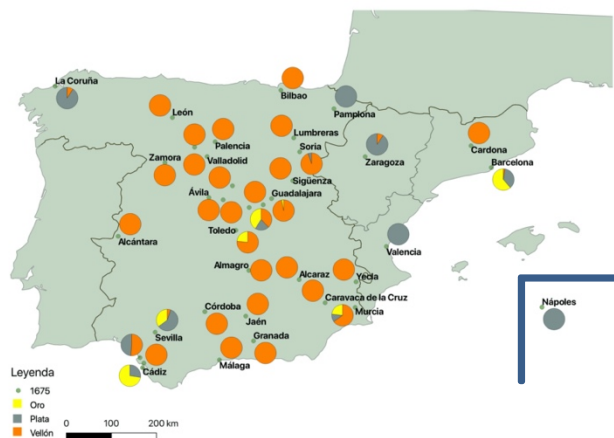 La Coruña
Bilbao
Pamplona
León
Palencia
Lumbreras
Soria
Cardona
Zamora
Valladolid
Zaragoza
Barcelona
Sigüenza
Ávila
Guadalajara
Toledo
Alcántara
Valencia
Almagro
Alcaraz
Yecla
Nápoles
Córdoba
Caravaca de la Cruz
Jaén
Murcia
Sevilla
Granada
Cádiz
Málaga
Leyenda
1675
Oro
Plata
Vellón
0 100 200 km